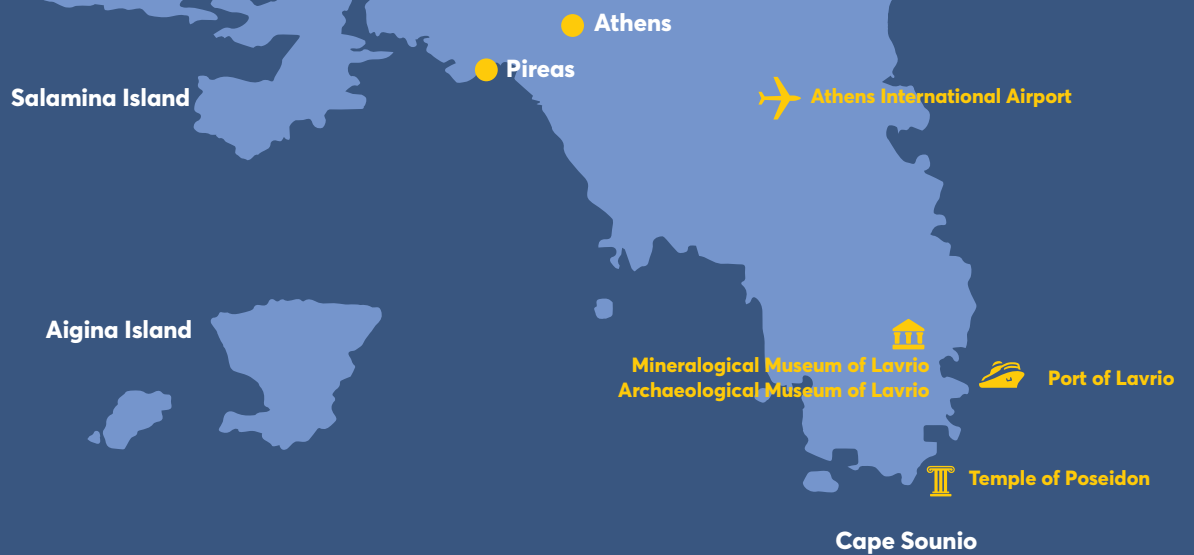 Athens
Pireas
Salamina Island
Athens International Airport
Aigina Island
Mineralogical Museum of Lavrio
Archaeological Museum of Lavrio
Port of Lavrio
Temple of Poseidon
Cape Sounio